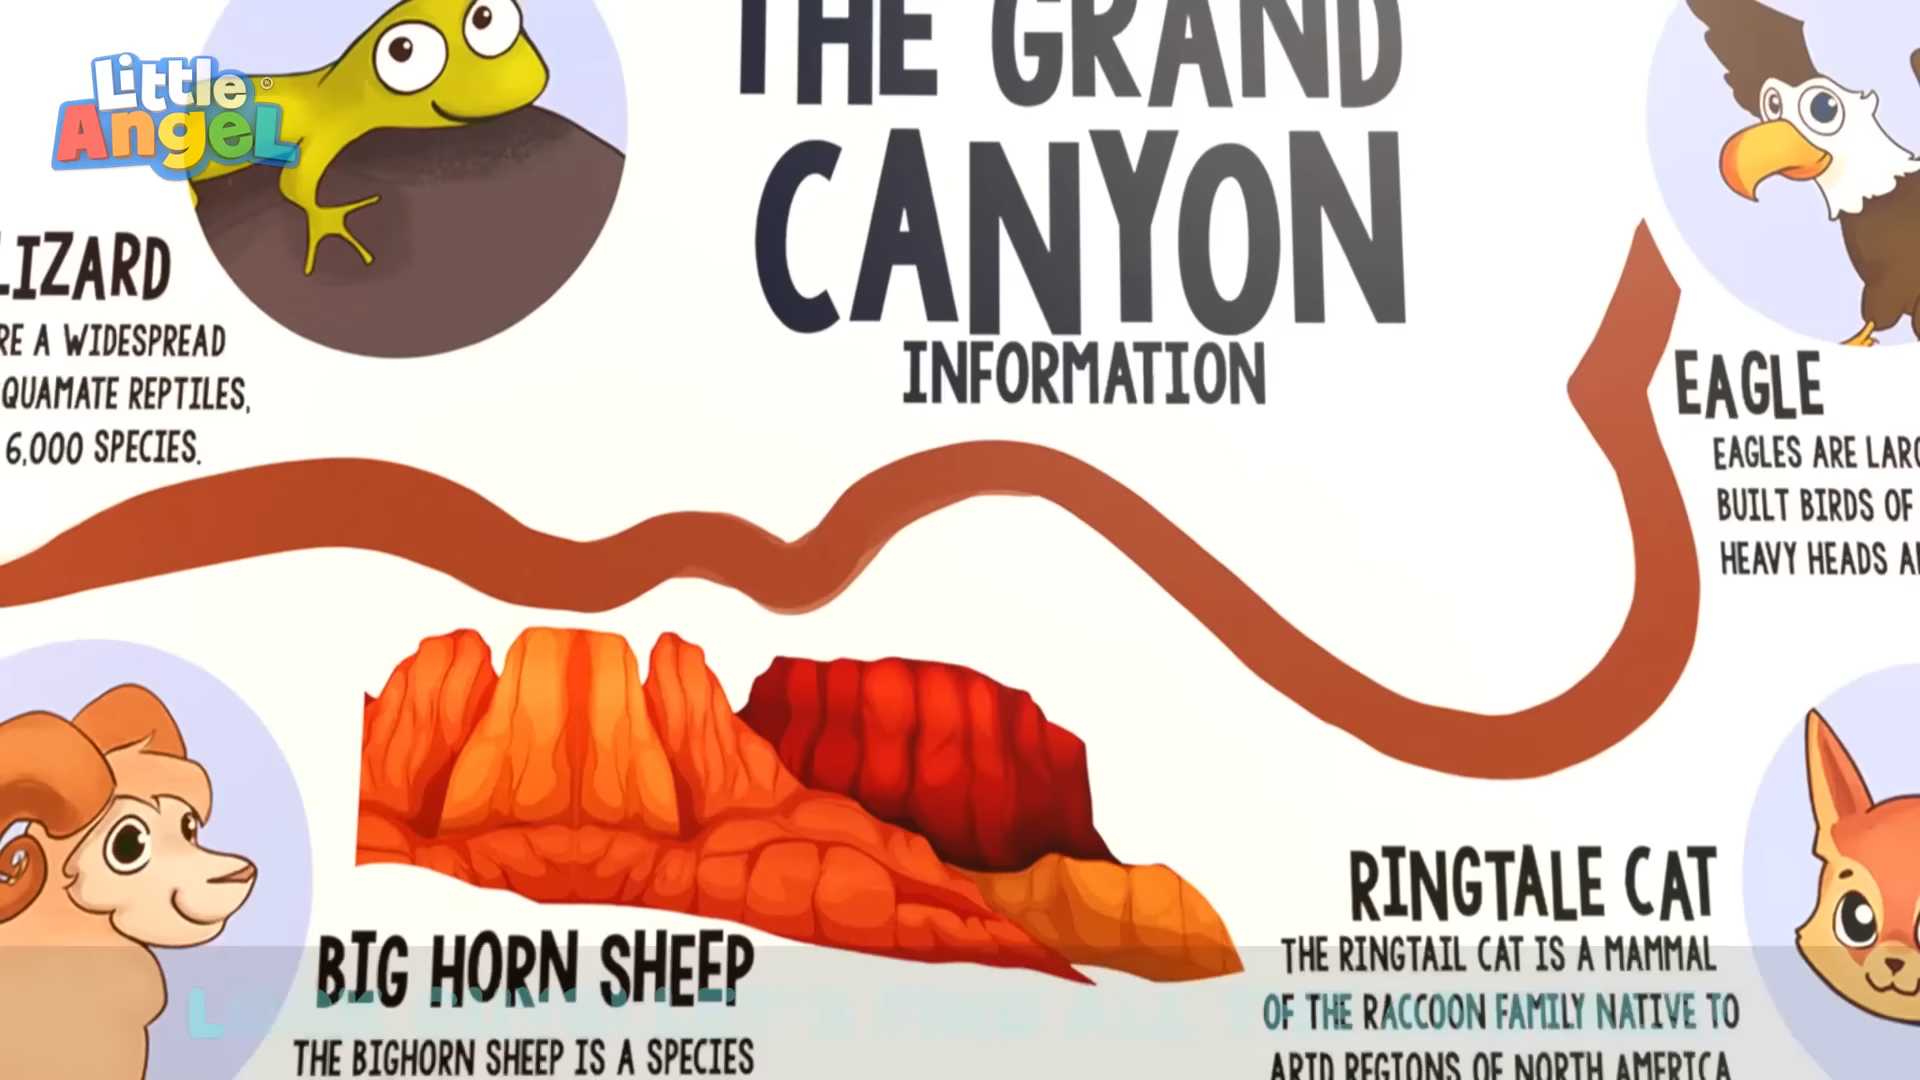 Little
Angel
THE GRAND
CANYON
INFORMATION
LIZARD
RE A WIDESPREAD
QUAMATE REPTILES,
6,000 SPECIES.
EAGLE
EAGLES ARE LARG
BUILT BIRDS OF
HEAVY HEADS A
BIG HORN SHEEP
THE BIGHORN SHEEP IS A SPECIES
RINGTALE CAT
THE RINGTAIL CAT IS A MAMMAL
OF THE RACCOON FAMILY NATIVE TO
ARID REGIONS OF NORTH AMERICA